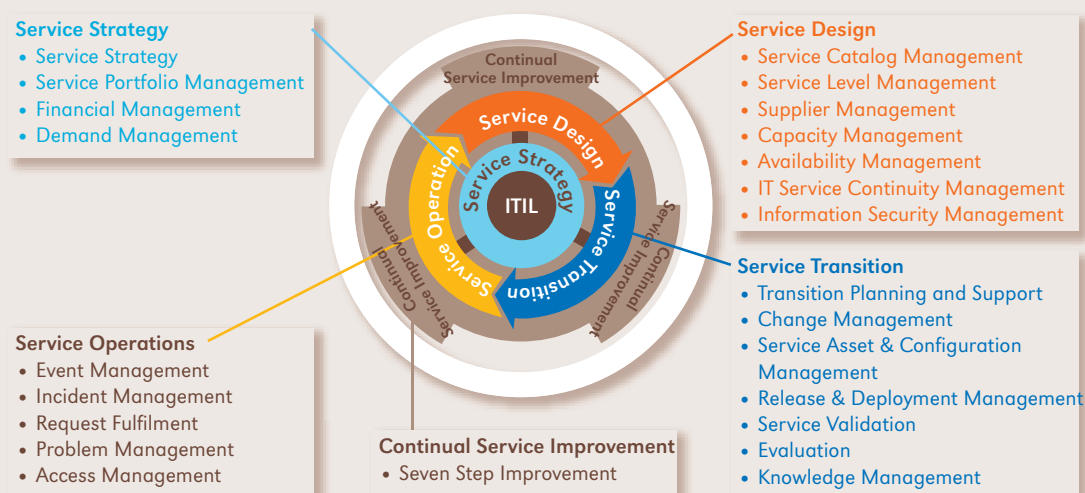 Service Strategy
• Service Strategy
• Service Portfolio Management
• Financial Management
• Demand Management
Service Design
• Service Catalog Management
• Service Level Management
• Supplier Management
• Capacity Management
• Availability Management
• IT Service Continuity Management
• Information Security Management
Continual
Service Improvement
Service Design
Service Strategy
ITIL
Service Operation
Service Transition
Continual
Service Improvement
Continual
Service Improvement
Service Transition
• Transition Planning and Support
• Change Management
• Service Asset & Configuration
Management
• Release & Deployment Management
• Service Validation
• Evaluation
• Knowledge Management
Service Operations
• Event Management
• Incident Management
• Request Fulfilment
• Problem Management
• Access Management
Continual Service Improvement
• Seven Step Improvement